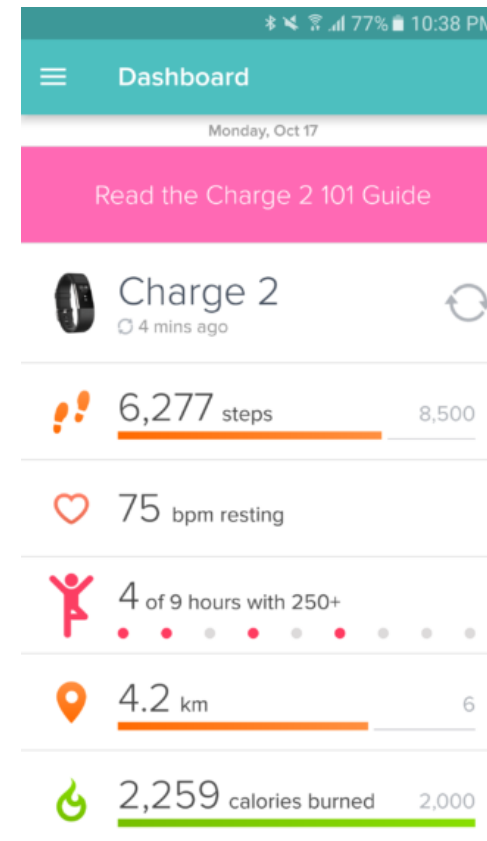 77% 10:38 PM
Dashboard
Monday, Oct 17
Read the Charge 2 101 Guide
Charge 2
4 mins ago
6,277 steps 8,500
75 bpm resting
4 of 9 hours with 250+
4.2 km 6
2,259 calories burned 2,000